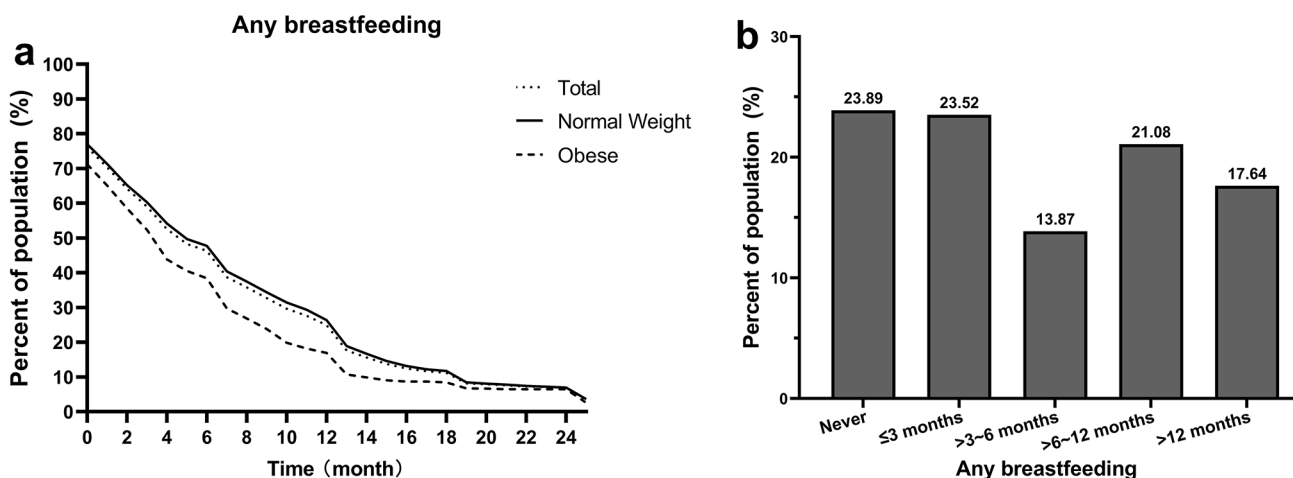 Any breastfeeding
a
Percent of population (%)
100
90
80
70
60
50
40
30
20
10
0
0 2 4 6 8 10 12 14 16 18 20 22 24
Time (month)
Total
Normal Weight
Obese
b
Percent of population (%)
30
20
10
0
23.89
23.52
13.87
21.08
17.64
Never
≤3 months
>3~6 months
>6~12 months
>12 months
Any breastfeeding